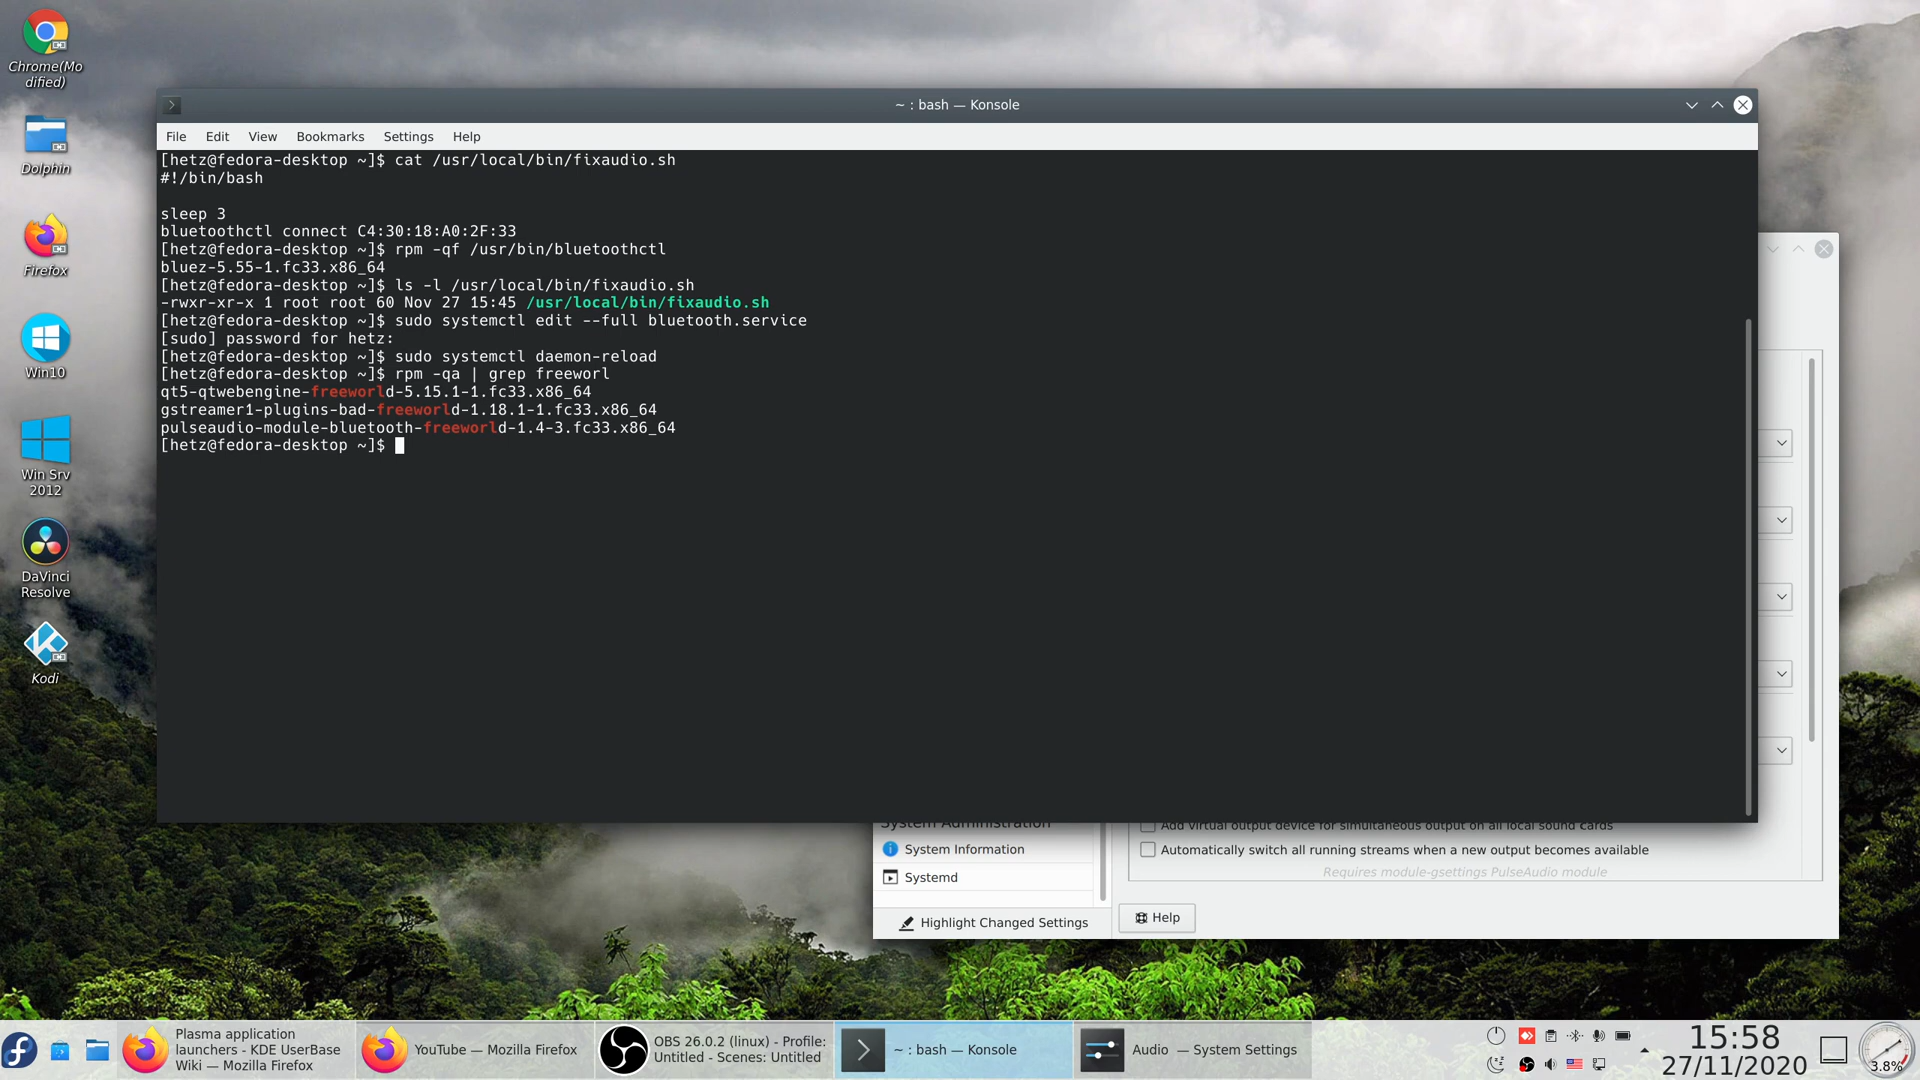 Chrome(Mo
dified)
Dolphin
Firefox
Win10
Win Srv
2012
DaVinci
Resolve
Kodi
~ : bash — Konsole
File Edit View Bookmarks Settings Help
[hetz@fedora-desktop ~]$ cat /usr/local/bin/fixaudio.sh
#!/bin/bash
sleep 3
bluetoothctl connect C4:30:18:A0:2F:33
[hetz@fedora-desktop ~]$ rpm -qf /usr/bin/bluetoothctl
bluez-5.55-1.fc33.x86_64
[hetz@fedora-desktop ~]$ ls -l /usr/local/bin/fixaudio.sh
-rwxr-xr-x 1 root root 60 Nov 27 15:45 /usr/local/bin/fixaudio.sh
[hetz@fedora-desktop ~]$ sudo systemctl edit --full bluetooth.service
[sudo] password for hetz:
[hetz@fedora-desktop ~]$ sudo systemctl daemon-reload
[hetz@fedora-desktop ~]$ rpm -qa | grep freeworl
qt5-qtwebengine-freeworld-5.15.1-1.fc33.x86_64
gstreamer1-plugins-bad-freeworld-1.18.1-1.fc33.x86_64
pulseaudio-module-bluetooth-freeworld-1.4-3.fc33.x86_64
[hetz@fedora-desktop ~]$
System Administration
System Information
Systemd
Highlight Changed Settings
Add virtual output device for simultaneous output on all local sound cards
Automatically switch all running streams when a new output becomes available
Requires module-gsettings PulseAudio module
Help
Plasma application
launchers - KDE UserBase
Wiki — Mozilla Firefox
YouTube — Mozilla Firefox
OBS 26.0.2 (linux) - Profile:
Untitled - Scenes: Untitled
~ : bash — Konsole
Audio — System Settings
15:58
27/11/2020
3.8%